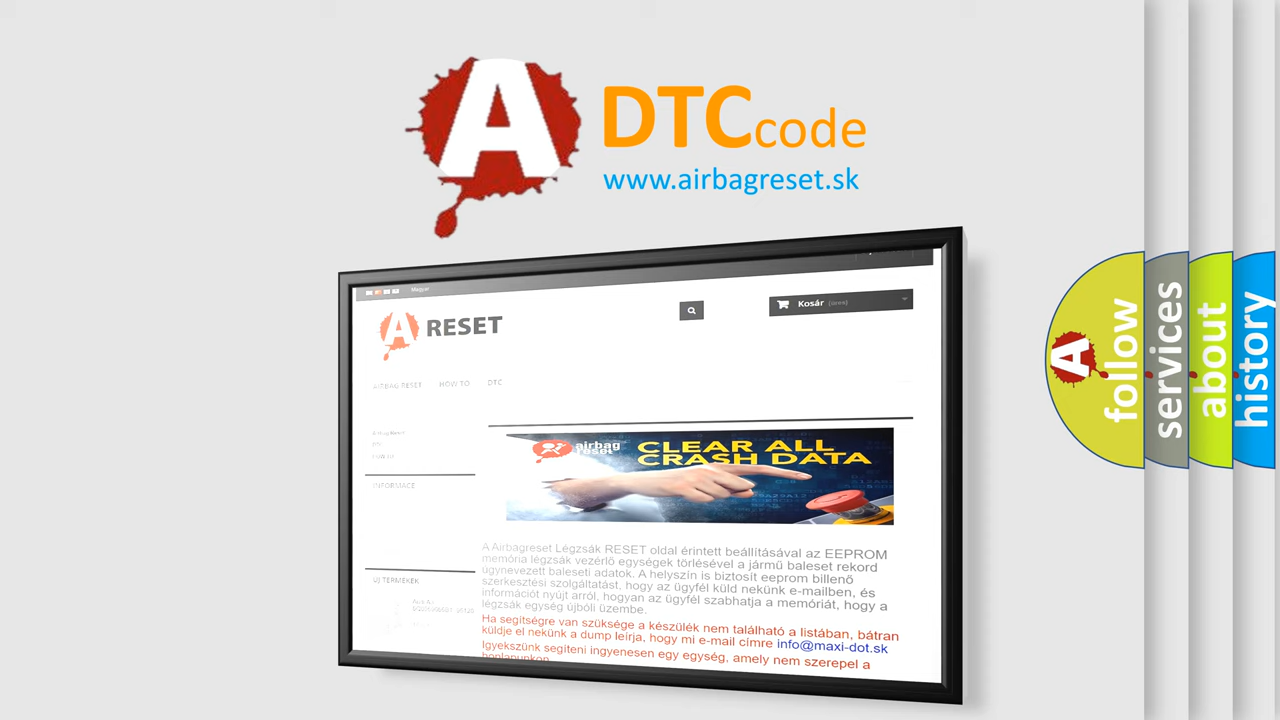 A
DTC code
www.airbagreset.sk
Magyar
A RESET
Kosár (üres)
AIRBAG RESET HOW TO DTC
INFORMACE
airbag
reset
CLEAR ALL
CRASH DATA
A Airbagreset Légzsák RESET oldal érintett beállításával az EEPROM
memória légzsák vezérlő egységek törlésével a jármű baleset rekord
úgynevezett baleseti adatok. A helyszín is biztosít eeprom billenő
szerkesztési szolgáltatást, hogy az ügyfél küld nekünk e-mailben, és
információt nyújt arról, hogyan az ügyfél szabhatja a memóriát, hogy a
légzsák egység újbóli üzembe.
Ha segítségre van szüksége a készülék nem található a listában, bátran
küldje el nekünk a dump leírja, hogy mi e-mail címre info@maxi-dot.sk
Igyekszünk segíteni ingyenesen egy egység, amely nem szerepel a
honlapunkon
ÚJ TERMÉKEK
A follow
services
about
history